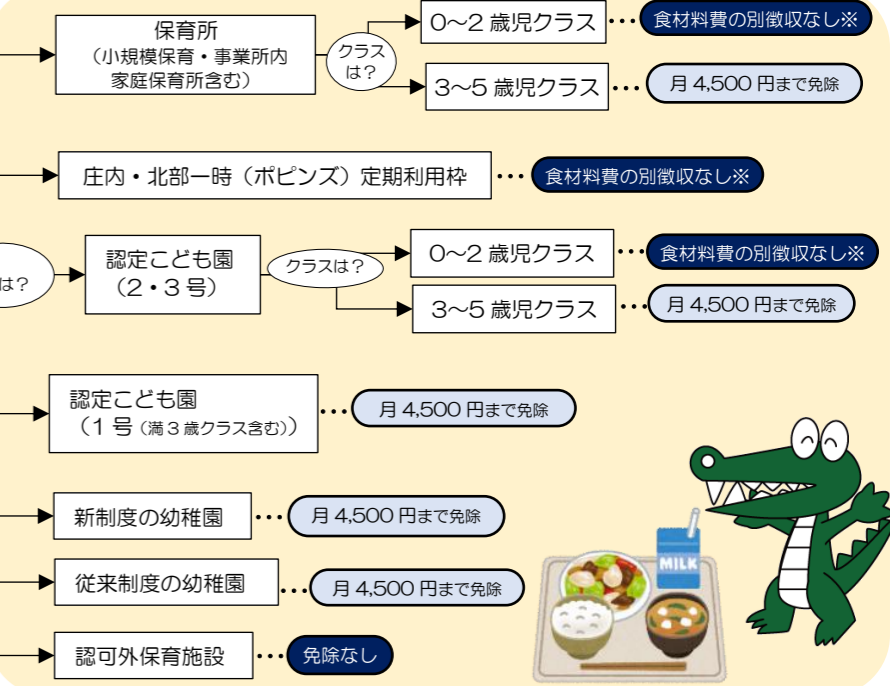 保育所
（小規模保育・事業所内
家庭保育所含む）
クラス
は？
0～2 歳児クラス
･･･
食材料費の別徴収なし※
3～5 歳児クラス
･･･
月 4,500 円まで免除
庄内・北部一時（ポピンズ）定期利用枠
･･･
食材料費の別徴収なし※
は？
認定こども園
（2・3 号）
クラスは？
0～2 歳児クラス
･･･
食材料費の別徴収なし※
3～5 歳児クラス
･･･
月 4,500 円まで免除
認定こども園
（1 号（満 3 歳クラス含む））
･･･
月 4,500 円まで免除
新制度の幼稚園
･･･
月 4,500 円まで免除
従来制度の幼稚園
･･･
月 4,500 円まで免除
認可外保育施設
･･･
免除なし
MILK